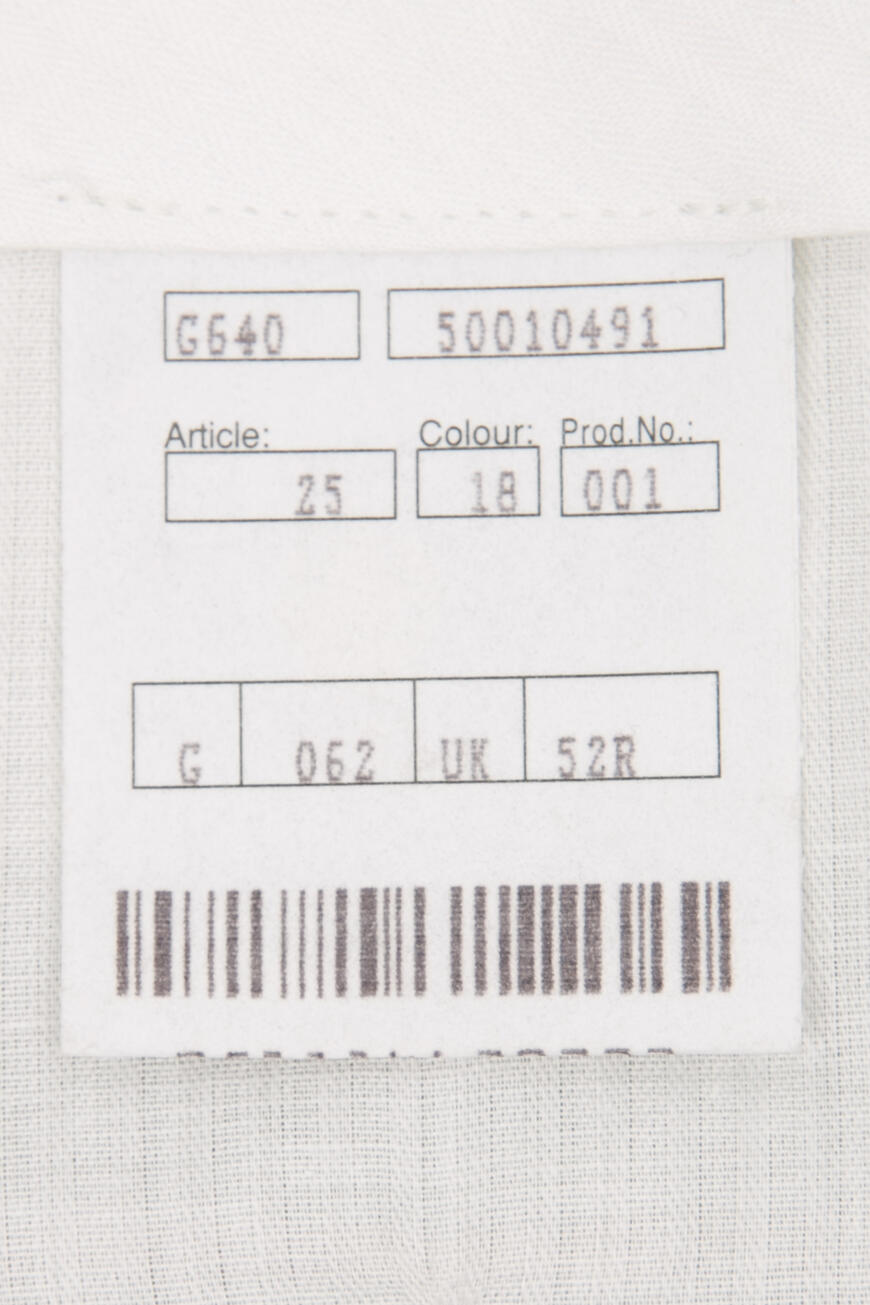 G640 50010491
Article: Colour: Prod.No.:
25 18 001
G 062 UK 52R